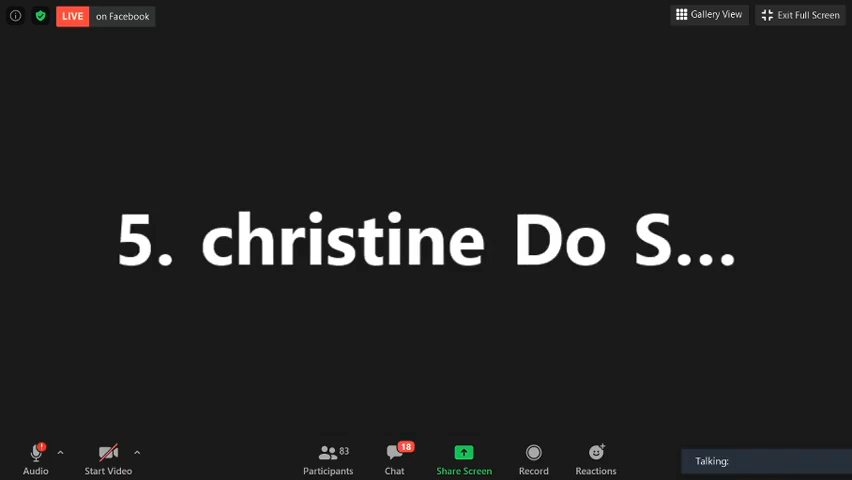 LIVE on Facebook
Gallery View
Exit Full Screen
5. christine Do S...
Audio
Start Video
83
Participants
18
Chat
Share Screen
Record
Reactions
Talking: